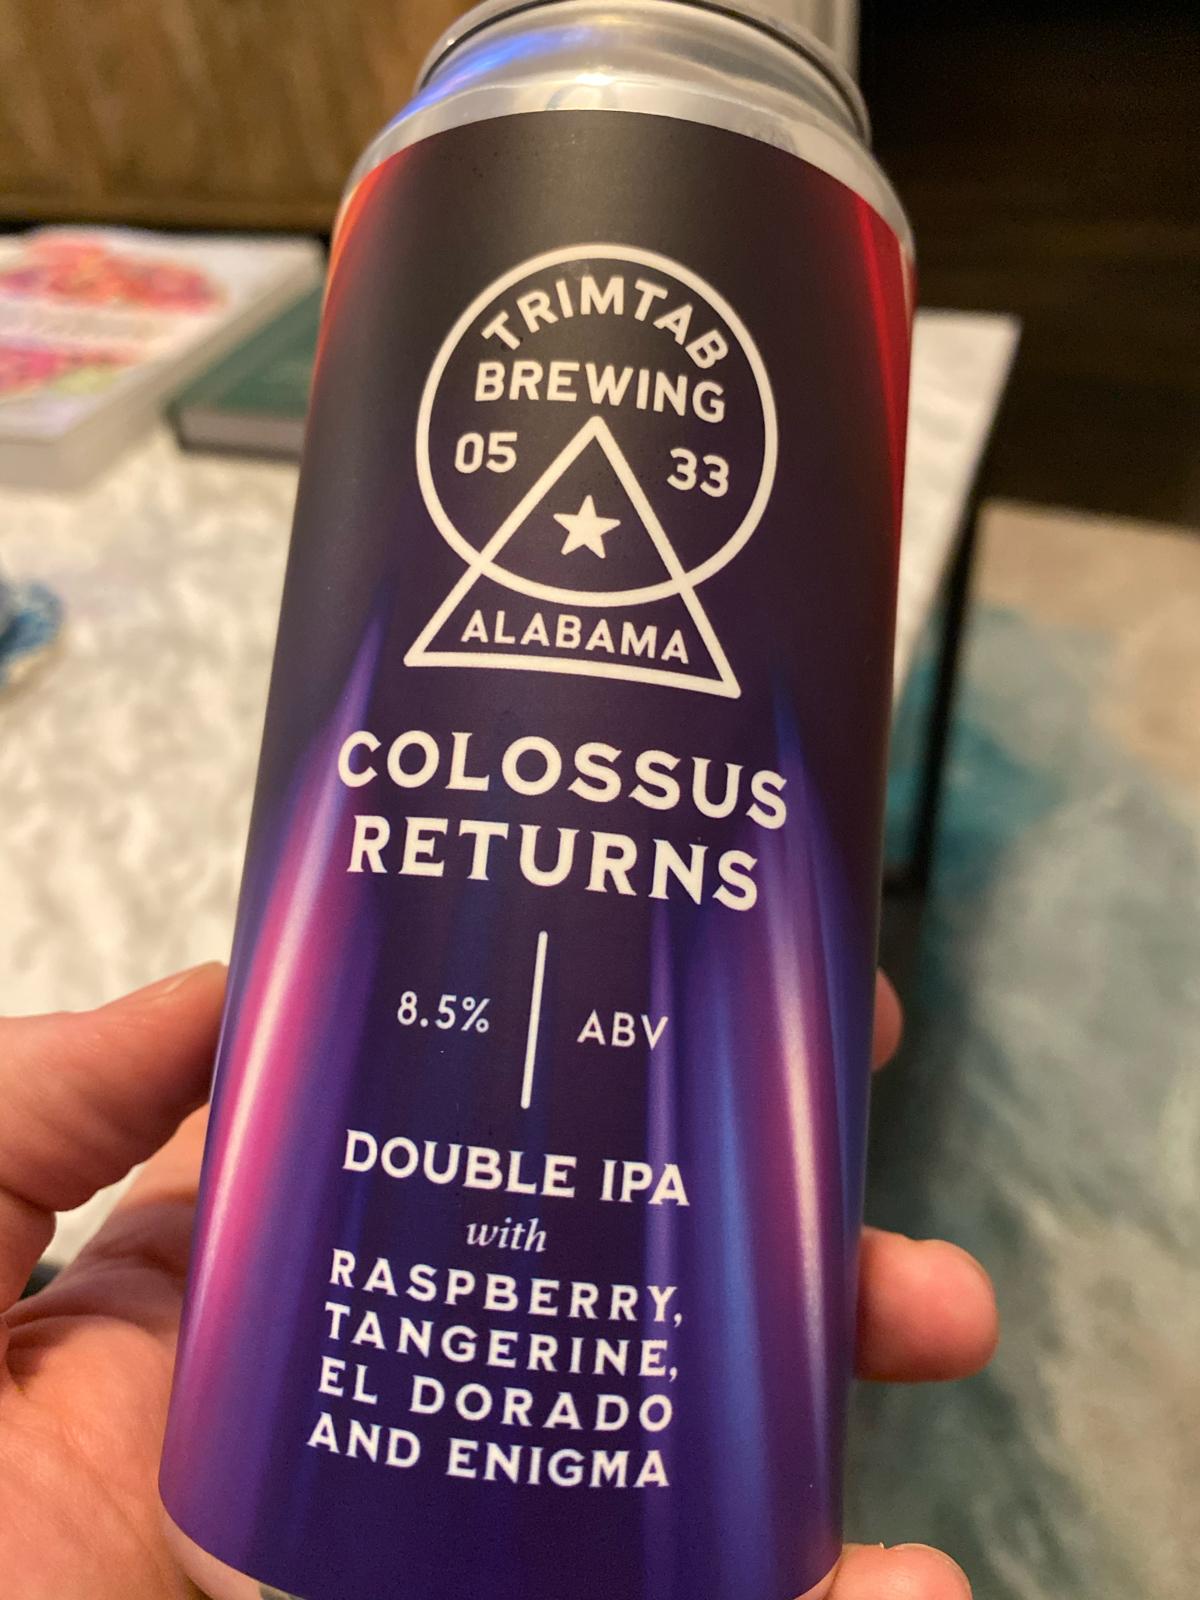 TRIMTAB
BREWING
05 33
ALABAMA
COLOSSUS
RETURNS
8.5% ABV
DOUBLE IPA
with
RASPBERRY,
TANGERINE,
EL DORADO
AND ENIGMA